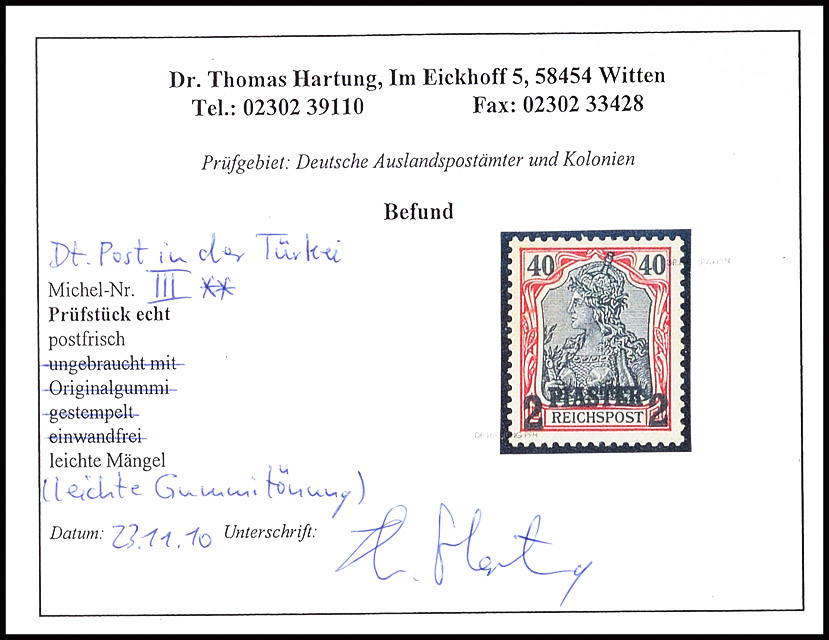 Dr. Thomas Hartung, Im Eickhoff 5, 58454 Witten
Tel.: 02302 39110 Fax: 02302 33428
Prüfgebiet: Deutsche Auslandspostämter und Kolonien
Befund
Dt. Post in der Türkei
Michel-Nr. III **
Prüfstück echt
postfrisch
ungebraucht mit
Originalgummi
gestempelt
einwandfrei
leichte Mängel
(leichte Gummitönung)
Datum: 23.11.10 Unterschrift: Th. Hartung
40 40
2 PIASTER 2
REICHSPOST